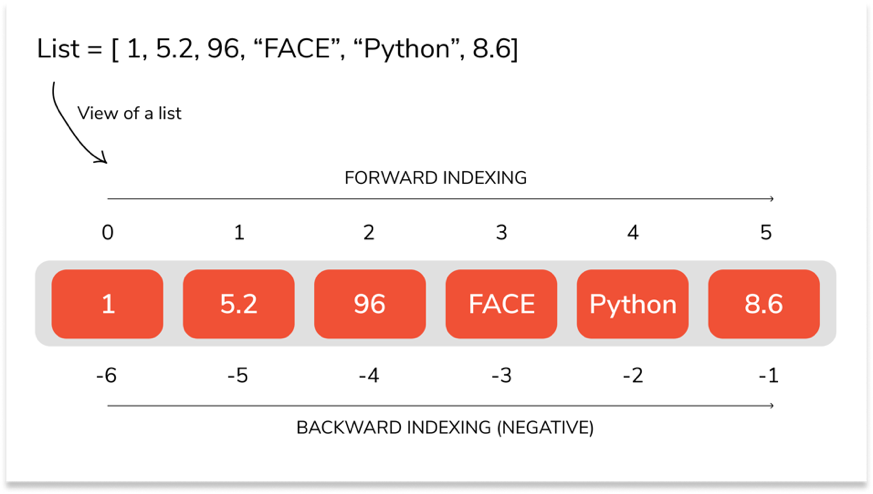 List = [ 1, 5.2, 96, “FACE”, “Python”, 8.6]
View of a list
FORWARD INDEXING
0 1 2 3 4 5
1 5.2 96 FACE Python 8.6
-6 -5 -4 -3 -2 -1
BACKWARD INDEXING (NEGATIVE)